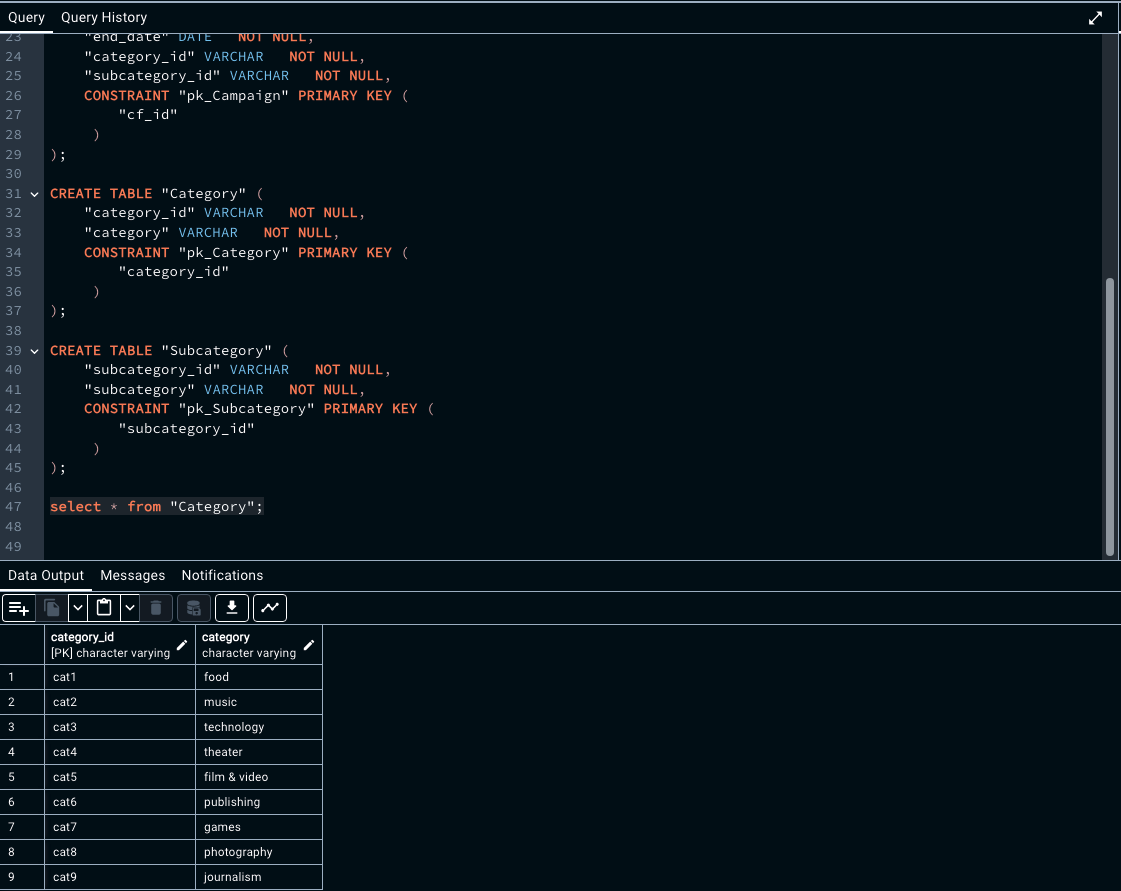 Query Query History
23 "end_date" DATE NOT NULL,
24 "category_id" VARCHAR NOT NULL,
25 "subcategory_id" VARCHAR NOT NULL,
26 CONSTRAINT "pk_Campaign" PRIMARY KEY (
27 "cf_id"
28 )
29 );
30
31 CREATE TABLE "Category" (
32 "category_id" VARCHAR NOT NULL,
33 "category" VARCHAR NOT NULL,
34 CONSTRAINT "pk_Category" PRIMARY KEY (
35 "category_id"
36 )
37 );
38
39 CREATE TABLE "Subcategory" (
40 "subcategory_id" VARCHAR NOT NULL,
41 "subcategory" VARCHAR NOT NULL,
42 CONSTRAINT "pk_Subcategory" PRIMARY KEY (
43 "subcategory_id"
44 )
45 );
46
47 select * from "Category";
48
49
Data Output Messages Notifications
category_id category
[PK] character varying character varying
1 cat1 food
2 cat2 music
3 cat3 technology
4 cat4 theater
5 cat5 film & video
6 cat6 publishing
7 cat7 games
8 cat8 photography
9 cat9 journalism